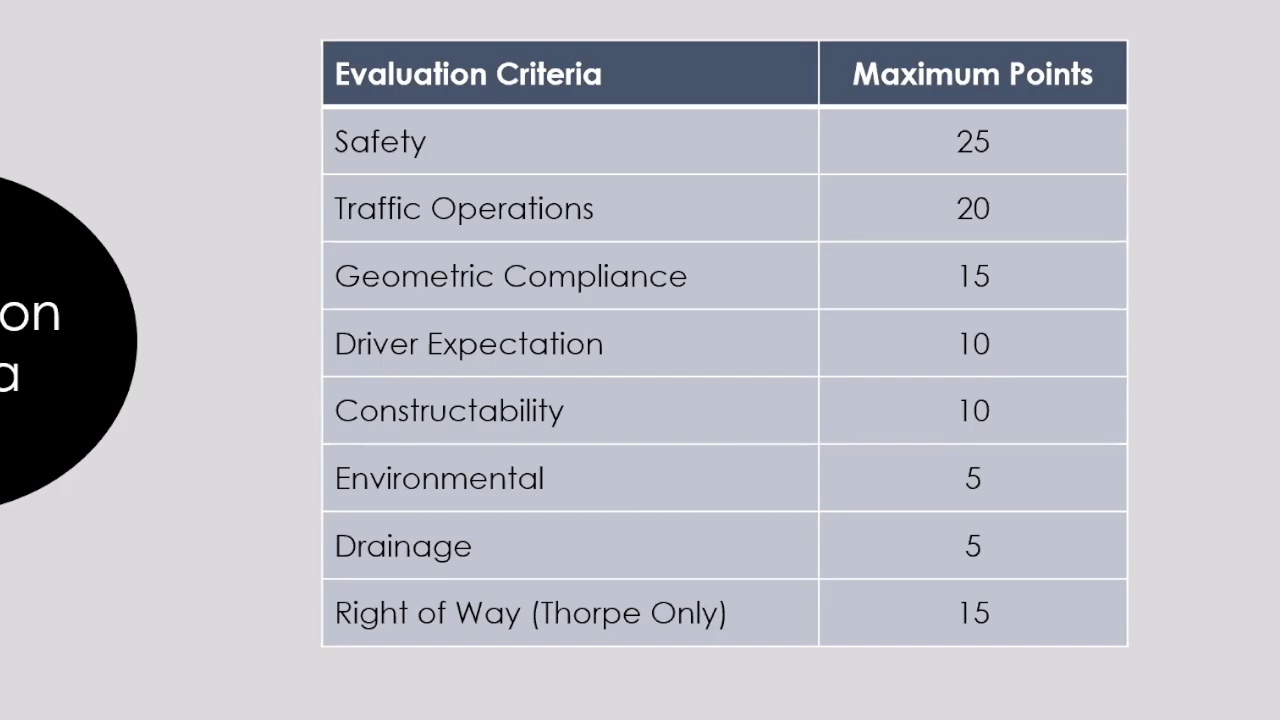 on
a
Evaluation Criteria Maximum Points
Safety 25
Traffic Operations 20
Geometric Compliance 15
Driver Expectation 10
Constructability 10
Environmental 5
Drainage 5
Right of Way (Thorpe Only) 15